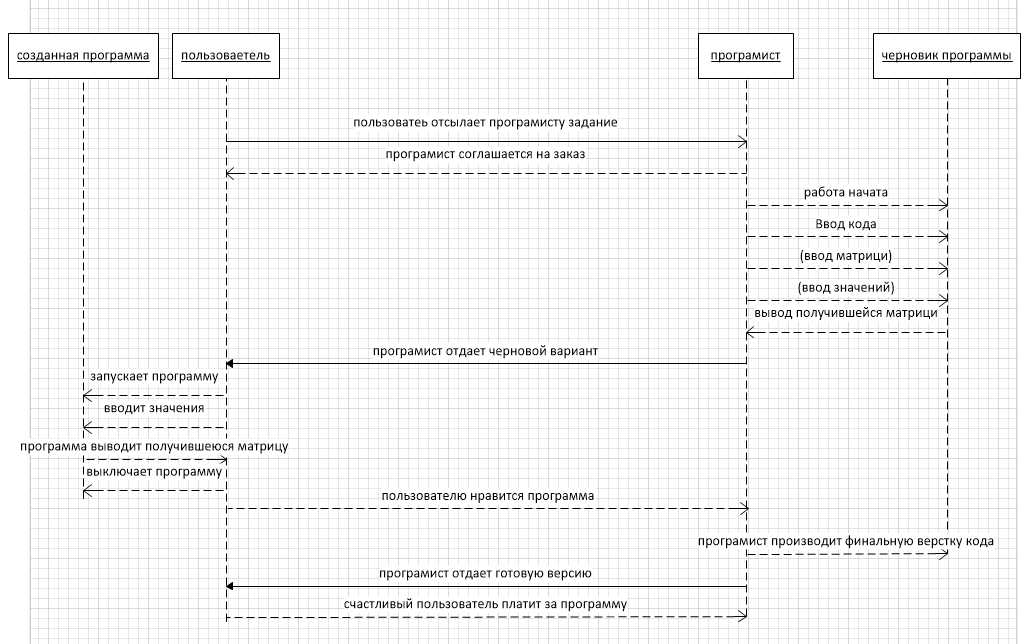 созданная программа
пользоваетель
програмист
черновик программы
пользоватеь отсылает програмисту задание
програмист соглашается на заказ
работа начата
Ввод кода
(ввод матрици)
(ввод значений)
вывод получившейся матрици
програмист отдает черновой вариант
запускает программу
вводит значения
программа выводит получившеюся матрицу
выключает программу
пользователю нравится программа
програмист производит финальную верстку кода
програмист отдает готовую версию
счастливый пользователь платит за программу